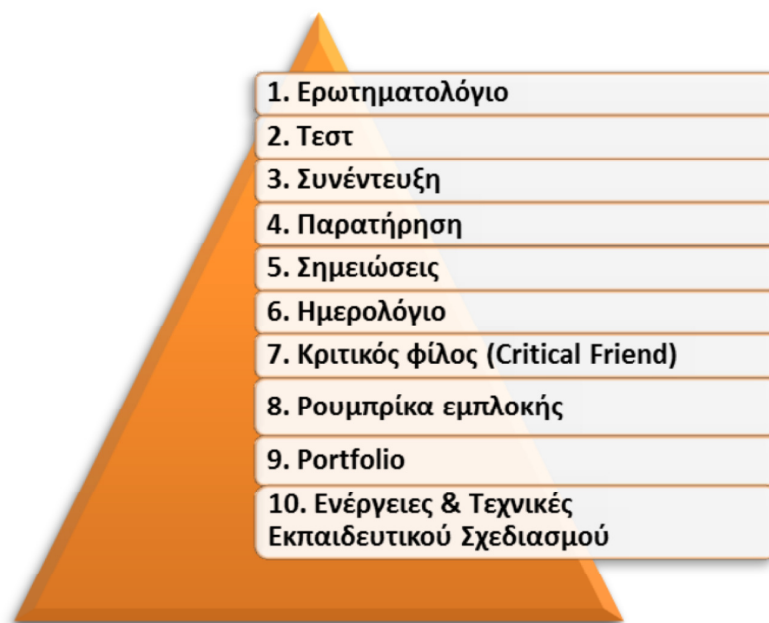 1. Ερωτηματολόγιο
2. Τεστ
3. Συνέντευξη
4. Παρατήρηση
5. Σημειώσεις
6. Ημερολόγιο
7. Κριτικός φίλος (Critical Friend)
8. Ρουμπρίκα εμπλοκής
9. Portfolio
10. Ενέργειες & Τεχνικές
Εκπαιδευτικού Σχεδιασμού